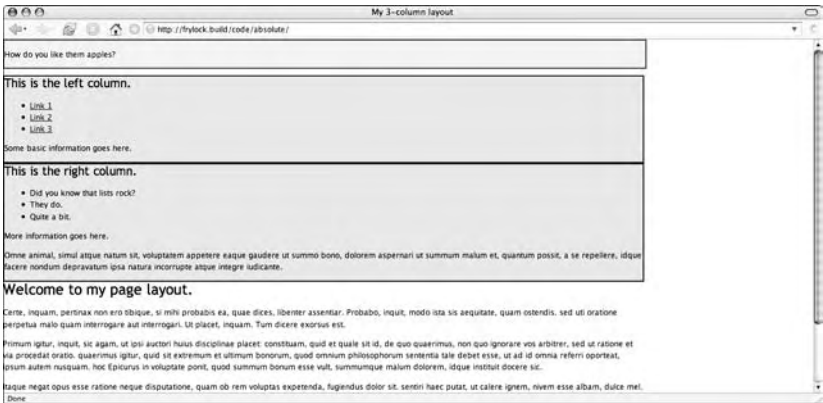 My 3-column layout
http://frylock.build/code/absolute/
How do you like them apples?
This is the left column.
Link 1
Link 2
Link 3
Some basic information goes here.
This is the right column.
Did you know that lists rock?
They do.
Quite a bit.
More information goes here.
Omne animal, simul atque natum sit, voluptatem appetere eaque gaudere ut summo bono, dolorem aspernari ut summum malum et, quantum possit, a se repellere, idque
facere nondum depravatum ipsa natura incorrupte atque integre iudicante.
Welcome to my page layout.
Certe, inquam, pertinax non ero tibique, si mihi probabis ea, quae dices, libenter assentiar. Probabo, inquit, modo ista sis aequitate, quam ostendis. sed uti oratione
perpetua malo quam interrogare aut interrogari. Ut placet, inquam. Tum dicere exorsus est.
Primum igitur, inquit, sic agam, ut ipsi auctori huius disciplinae placet: constituam, quid et quale sit id, de quo quaerimus, non quo ignorare vos arbitrer, sed ut ratione et
via procedat oratio. quaerimus igitur, quid sit extremum et ultimum bonorum, quod omnium philosophorum sententia tale debet esse, ut ad id omnia referri oporteat,
ipsum autem nusquam. hoc Epicurus in voluptate ponit, quod summum bonum esse vult, summumque malum dolorem, idque instituit docere sic.
Itaque negat opus esse ratione neque disputatione, quam ob rem voluptas expetenda, fugiendus dolor sit. sentiri haec putat, ut calere ignem, nivem esse albam, dulce mel.
Done